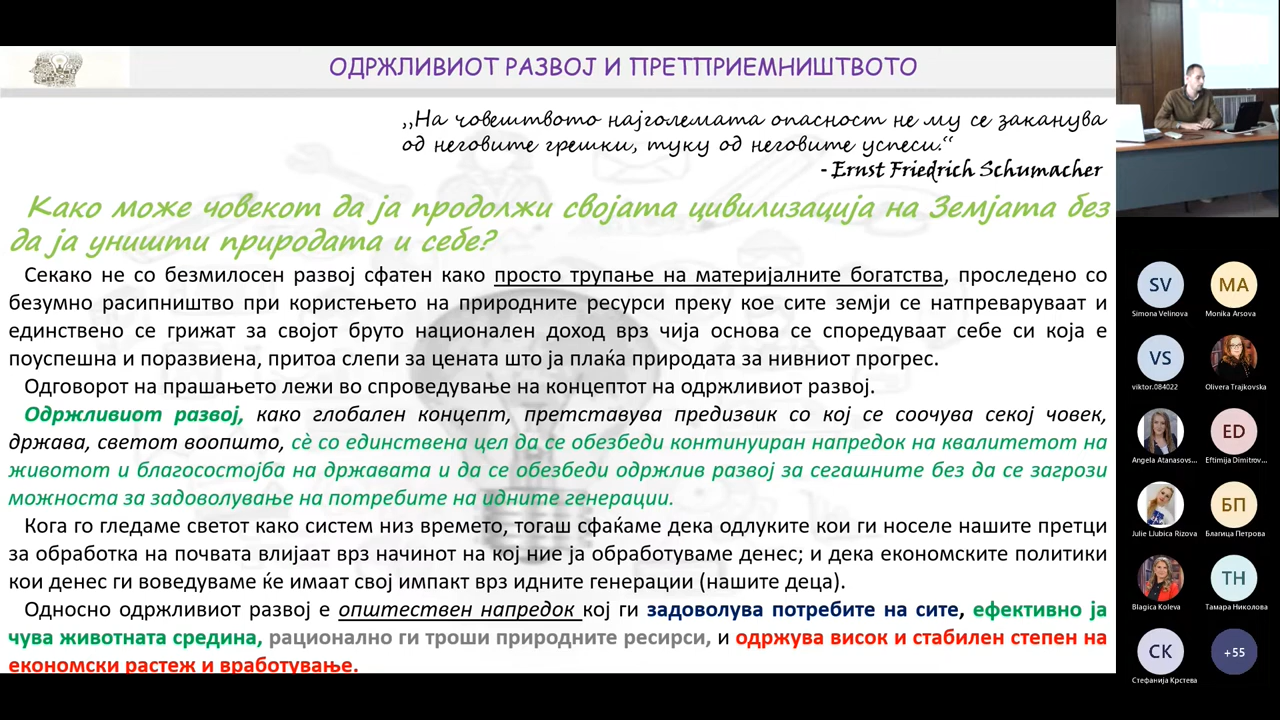 ОДРЖЛИВИОТ РАЗВОЈ И ПРЕТПРИЕМНИШТВОТО
,,На човештвото најголемата опасност не му се заканува
од неговите грешки, туку од неговите успеси.“
- Ernst Friedrich Schumacher
Како може човекот да ја продолжи својата цивилизација на Земјата без
да ја уништи природата и себе?
Секако не со безмилосен развој сфатен како просто трупање на материјалните богатства, проследено со
безумно расипништво при користењето на природните ресурси преку кое сите земји се натпреваруваат и
единствено се грижат за својот бруто национален доход врз чија основа се споредуваат себе си која е
поуспешна и поразвиена, притоа слепи за цената што ја плаќа природата за нивниот прогрес.
Одговорот на прашањето лежи во спроведување на концептот на одржливиот развој.
Одржливиот развој, како глобален концепт, претставува предизвик со кој се соочува секој човек,
држава, светот воопшто, сѐ со единствена цел да се обезбеди континуиран напредок на квалитетот на
животот и благосостојба на државата и да се обезбеди одржлив развој за сегашните без да се загрози
можноста за задоволување на потребите на идните генерации.
Кога го гледаме светот како систем низ времето, тогаш сфаќаме дека одлуките кои ги носеле нашите претци
за обработка на почвата влијаат врз начинот на кој ние ја обработуваме денес; и дека економските политики
кои денес ги воведуваме ќе имаат свој импакт врз идните генерации (нашите деца).
Односно одржливиот развој е општествен напредок кој ги задоволува потребите на сите, ефективно ја
чува животната средина, рационално ги троши природните ресирси, и одржува висок и стабилен степен на
економски растеж и вработување.
SV
MA
Simona Velinova
Monika Arsova
VS
viktor.084022
Olivera Trajkovska
ED
Angela Atanasovs...
Eftimija Dimitrov...
БП
Julie LJubica Rizova
Благица Петрова
ТН
Blagica Koleva
Тамара Николова
СК
+55
Стефанија Крстева